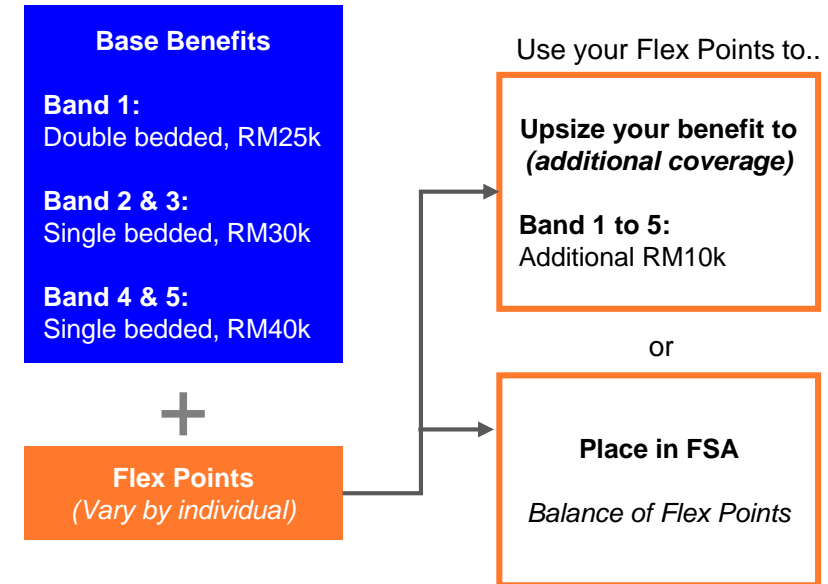 Base Benefits
Band 1:
Double bedded, RM25k
Band 2 & 3:
Single bedded, RM30k
Band 4 & 5:
Single bedded, RM40k
+
Flex Points
(Vary by individual)
Use your Flex Points to..
Upsize your benefit to
(additional coverage)
Band 1 to 5:
Additional RM10k
or
Place in FSA
Balance of Flex Points